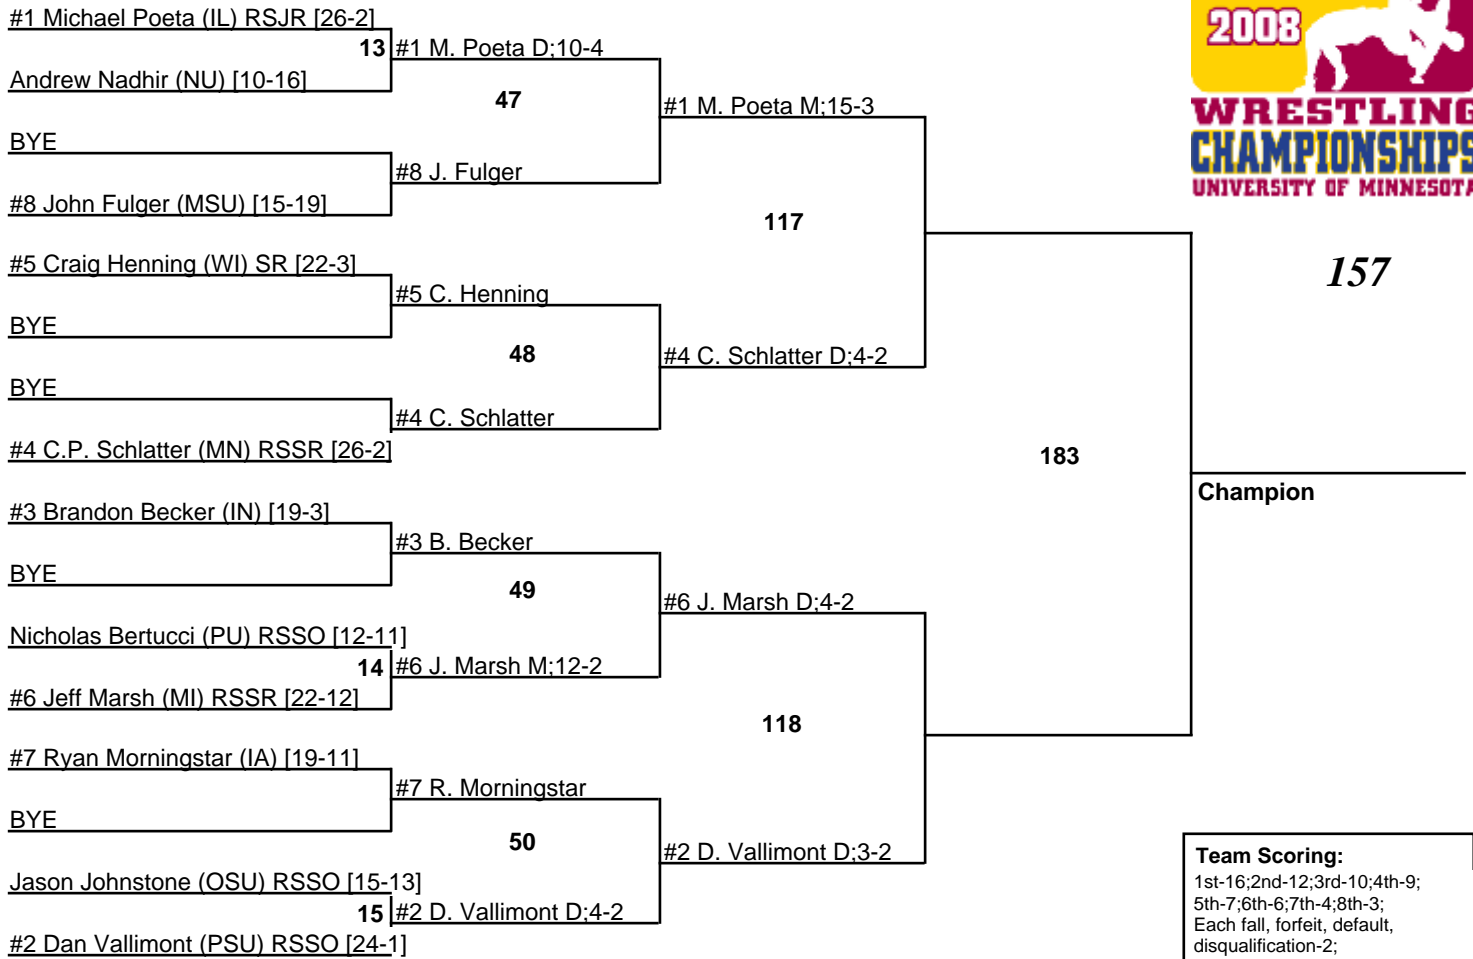 #1 Michael Poeta (IL) RSJR [26-2]
13 #1 M. Poeta D;10-4
Andrew Nadhir (NU) [10-16]
47
#1 M. Poeta M;15-3
BYE
#8 J. Fulger
#8 John Fulger (MSU) [15-19]
117
#5 Craig Henning (WI) SR [22-3]
#5 C. Henning
BYE
48
#4 C. Schlatter D;4-2
BYE
#4 C. Schlatter
#4 C.P. Schlatter (MN) RSSR [26-2]
183
Champion
#3 Brandon Becker (IN) [19-3]
#3 B. Becker
BYE
49
#6 J. Marsh D;4-2
Nicholas Bertucci (PU) RSSO [12-11]
14 #6 J. Marsh M;12-2
#6 Jeff Marsh (MI) RSSR [22-12]
118
#7 Ryan Morningstar (IA) [19-11]
#7 R. Morningstar
BYE
50
#2 D. Vallimont D;3-2
Jason Johnstone (OSU) RSSO [15-13]
15 #2 D. Vallimont D;4-2
#2 Dan Vallimont (PSU) RSSO [24-1]
2008
WRESTLING
CHAMPIONSHIPS
UNIVERSITY OF MINNESOTA
157
Team Scoring:
1st-16;2nd-12;3rd-10;4th-9;
5th-7;6th-6;7th-4;8th-3;
Each fall, forfeit, default,
disqualification-2;